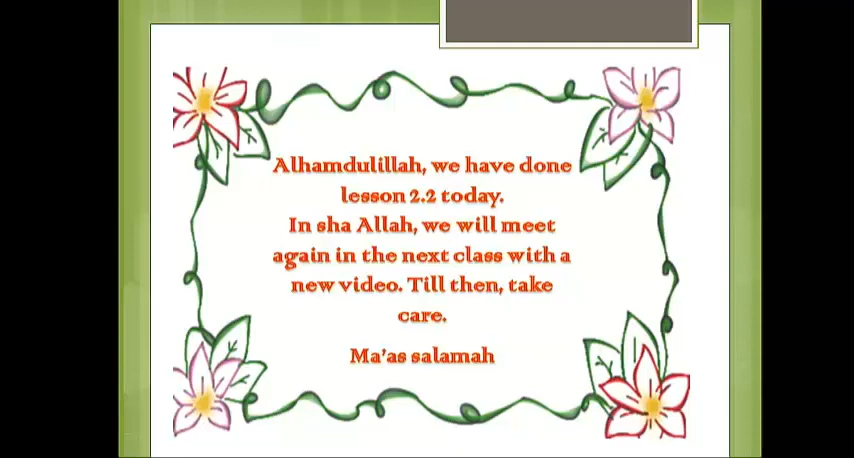 Alhamdulillah, we have done
lesson 2.2 today.
In sha Allah, we will meet
again in the next class with a
new video. Till then, take
care.
Ma'as salamah